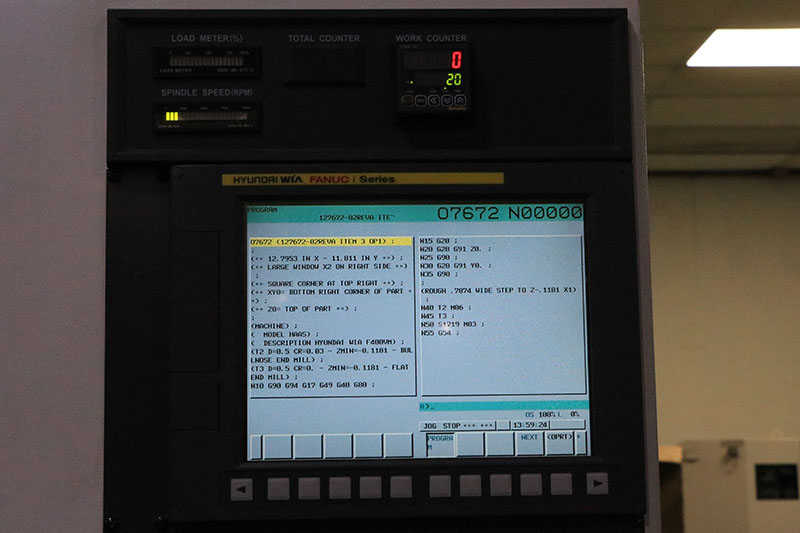 LOAD METER(%)
TOTAL COUNTER
WORK COUNTER
LOAD METER
0
20
SPINDLE SPEED(RPM)
HYUNDAI WIA FANUC i Series
PROGRAM
127672-02REVA ITE~
O7672 N00000
O7672 (127672-02REVA ITEM 3 OP1) ;
;
(** 12.7953 IN X - 11.811 IN Y **) ;
(** LARGE WINDOW X2 ON RIGHT SIDE **)
;
(** SQUARE CORNER AT TOP RIGHT **) ;
(** XY0= BOTTOM RIGHT CORNER OF PART *
*) ;
(** Z0= TOP OF PART **) ;
;
(MACHINE) ;
(  MODEL HAAS) ;
(  DESCRIPTION HYUNDAI WIA F400VM) ;
(T2 D=0.5 CR=0.03 - ZMIN=-0.1181 - BUL
LNOSE END MILL) ;
(T3 D=0.5 CR=0. - ZMIN=-0.1181 - FLAT
END MILL) ;
N10 G90 G94 G17 G49 G40 G80 ;
N15 G20 ;
N20 G28 G91 Z0. ;
N25 G90 ;
N30 G28 G91 Y0. ;
N35 G90 ;
;
(ROUGH .7874 WIDE STEP TO Z-.1181 X1)
;
N40 T2 M06 ;
N45 T3 ;
N50 S1719 M03 ;
N55 G54 ;
A>_
OS 100% L 0%
JOG STOP *** *** 13:59:24
PROGRA
M
NEXT
(OPRT)
+